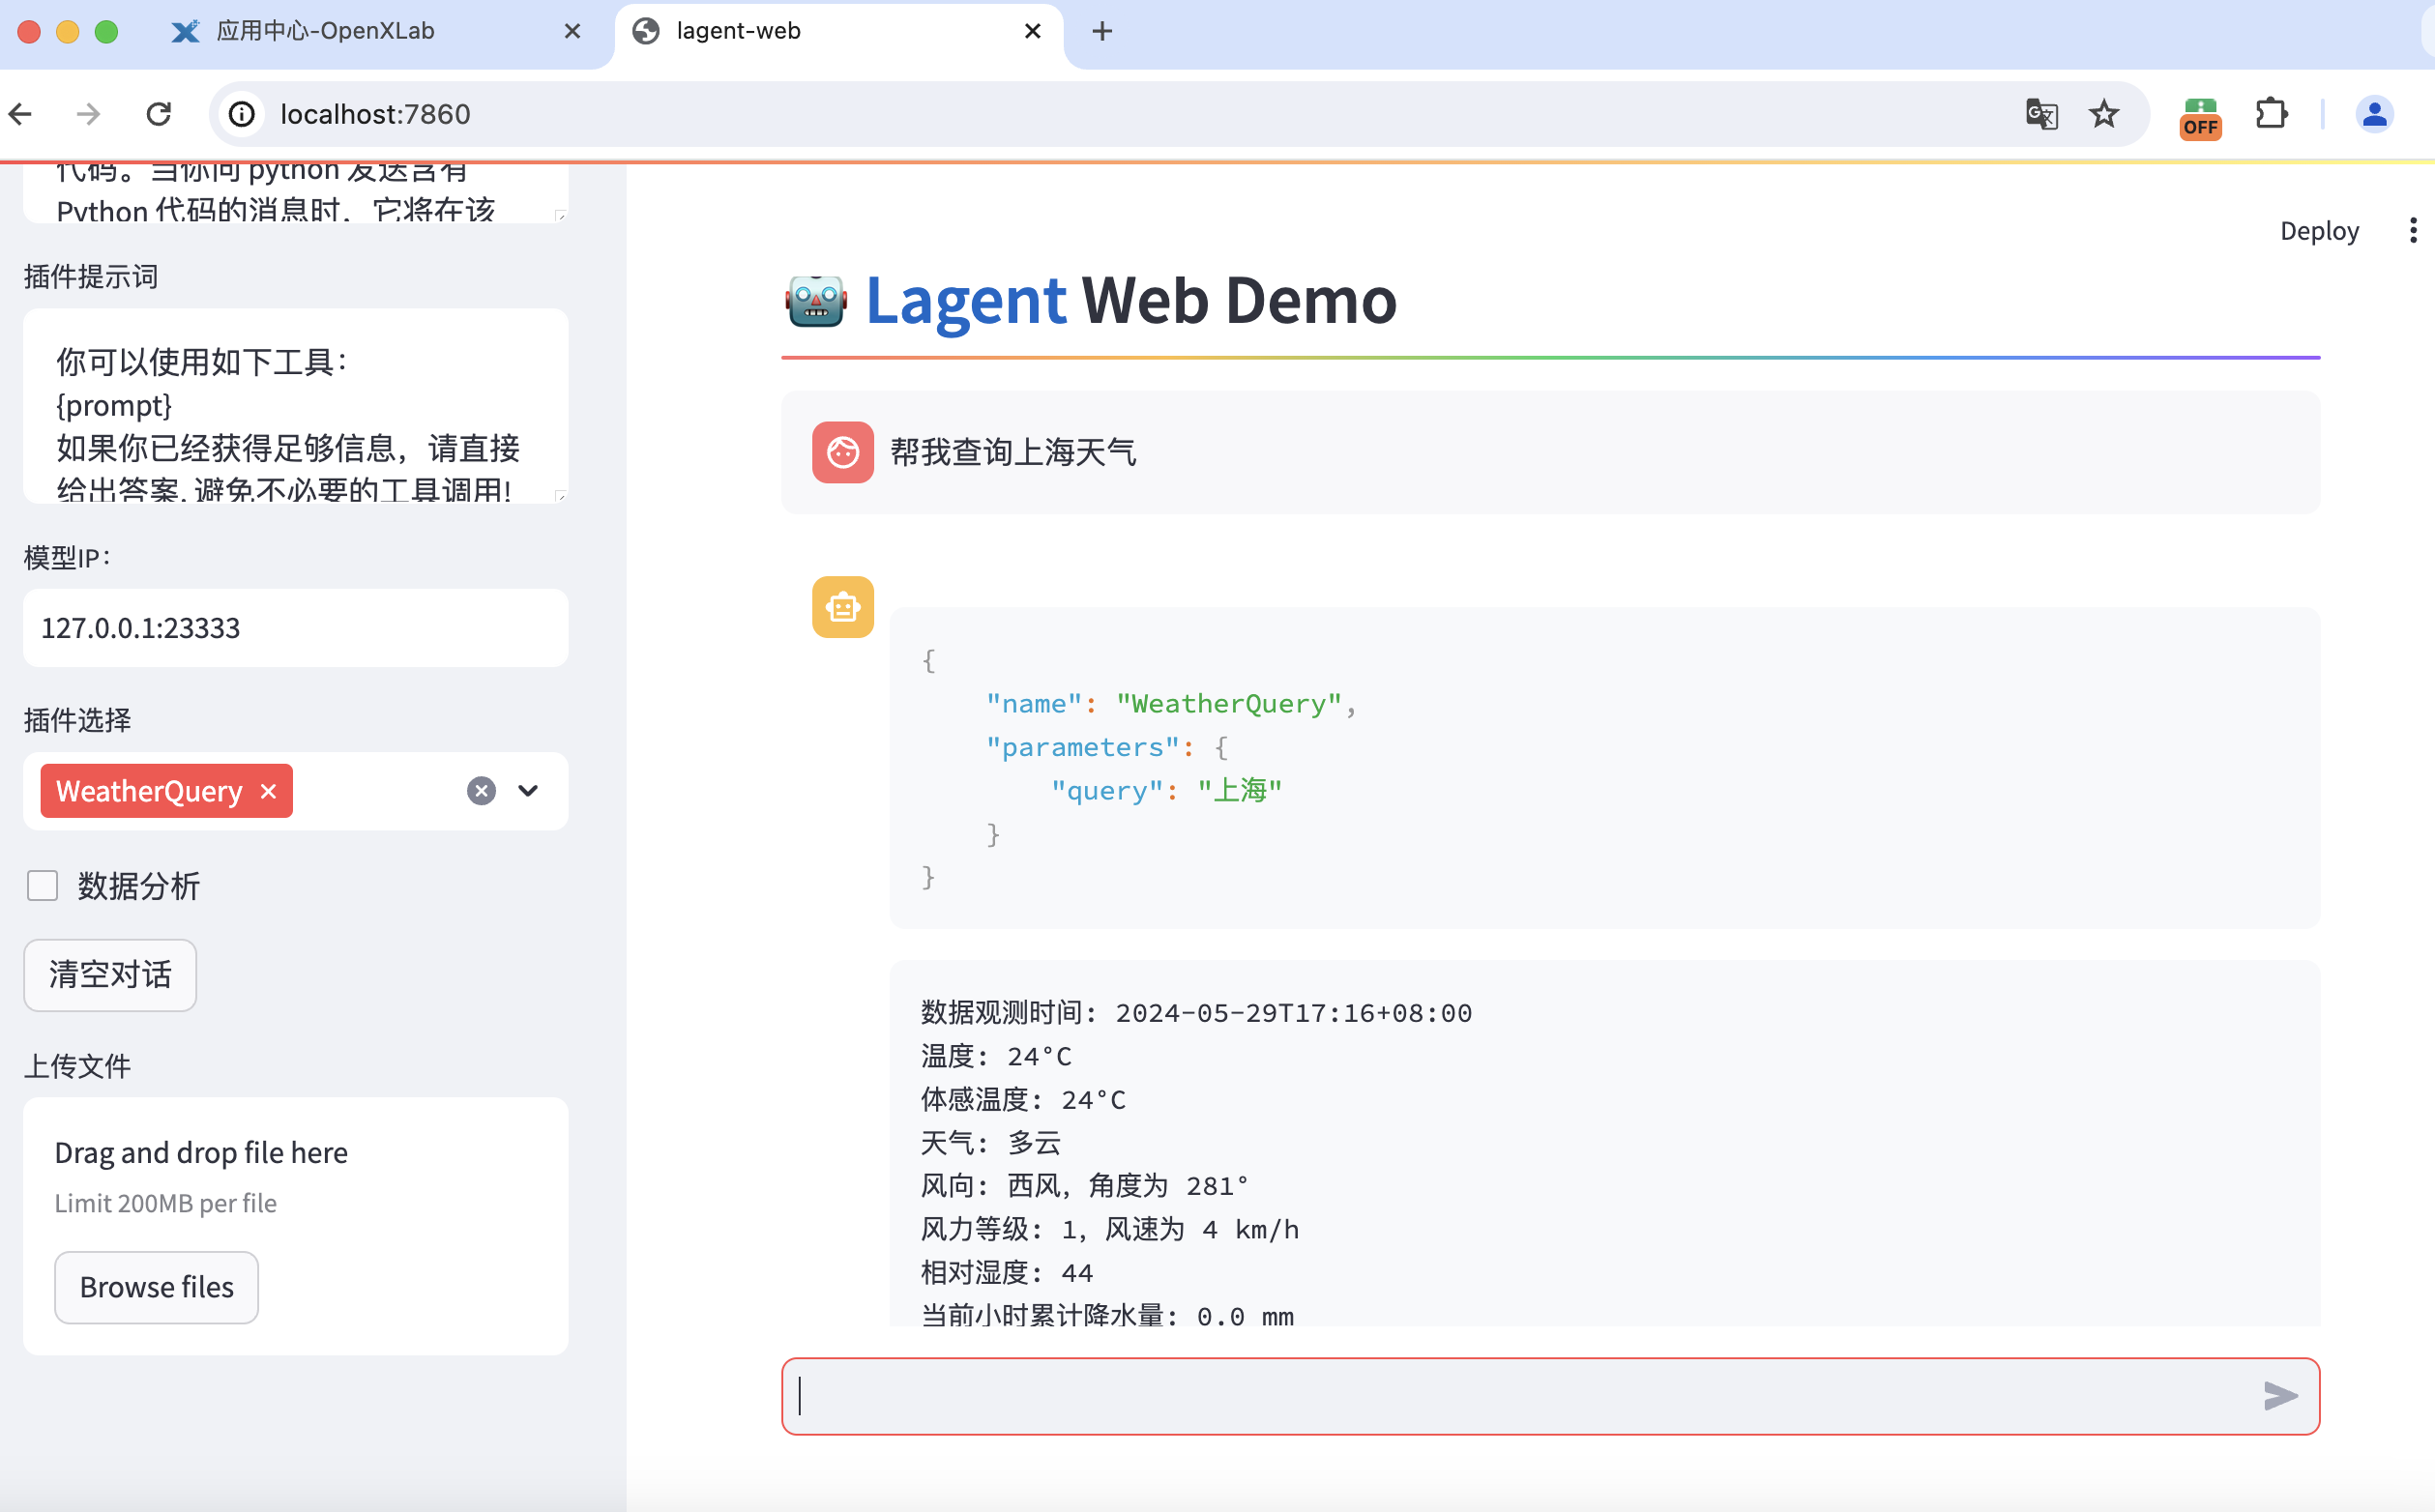 应用中心-OpenXLab
lagent-web
localhost:7860
OFF
代码。当你向 python 发送含有
Python 代码的消息时，它将在该
插件提示词
你可以使用如下工具：
{prompt}
如果你已经获得足够信息，请直接
给出答案. 避免不必要的工具调用!
模型IP：
127.0.0.1:23333
插件选择
WeatherQuery
数据分析
清空对话
上传文件
Drag and drop file here
Limit 200MB per file
Browse files
Deploy
Lagent Web Demo
帮我查询上海天气
{
"name": "WeatherQuery",
"parameters": {
"query": "上海"
}
}
数据观测时间: 2024-05-29T17:16+08:00
温度: 24°C
体感温度: 24°C
天气: 多云
风向: 西风，角度为 281°
风力等级: 1，风速为 4 km/h
相对湿度: 44
当前小时累计降水量: 0.0 mm